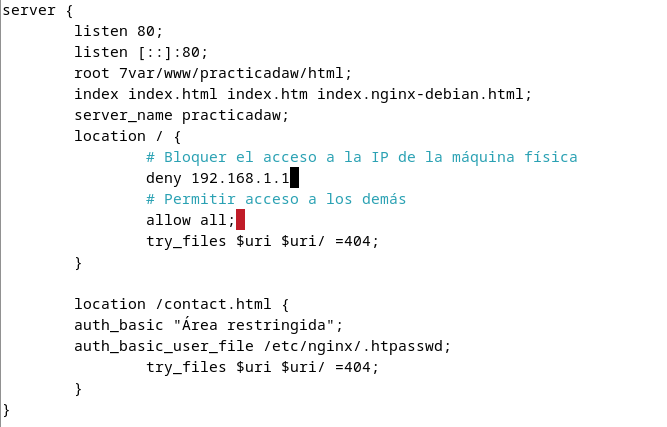 server {
listen 80;
listen [::]:80;
root 7var/www/practicadaw/html;
index index.html index.htm index.nginx-debian.html;
server_name practicadaw;
location / {
# Bloquer el acceso a la IP de la máquina física
deny 192.168.1.1
# Permitir acceso a los demás
allow all;
try_files $uri $uri/ =404;
}
location /contact.html {
auth_basic "Área restringida";
auth_basic_user_file /etc/nginx/.htpasswd;
try_files $uri $uri/ =404;
}
}